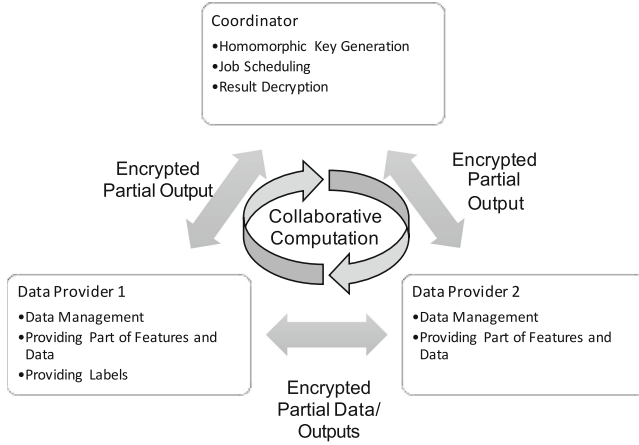 Coordinator
•Homomorphic Key Generation
•Job Scheduling
•Result Decryption
Encrypted
Partial Output
Encrypted
Partial
Output
Collaborative
Computation
Data Provider 1
•Data Management
•Providing Part of Features and
Data
•Providing Labels
Data Provider 2
•Data Management
•Providing Part of Features and
Data
Encrypted
Partial Data/
Outputs